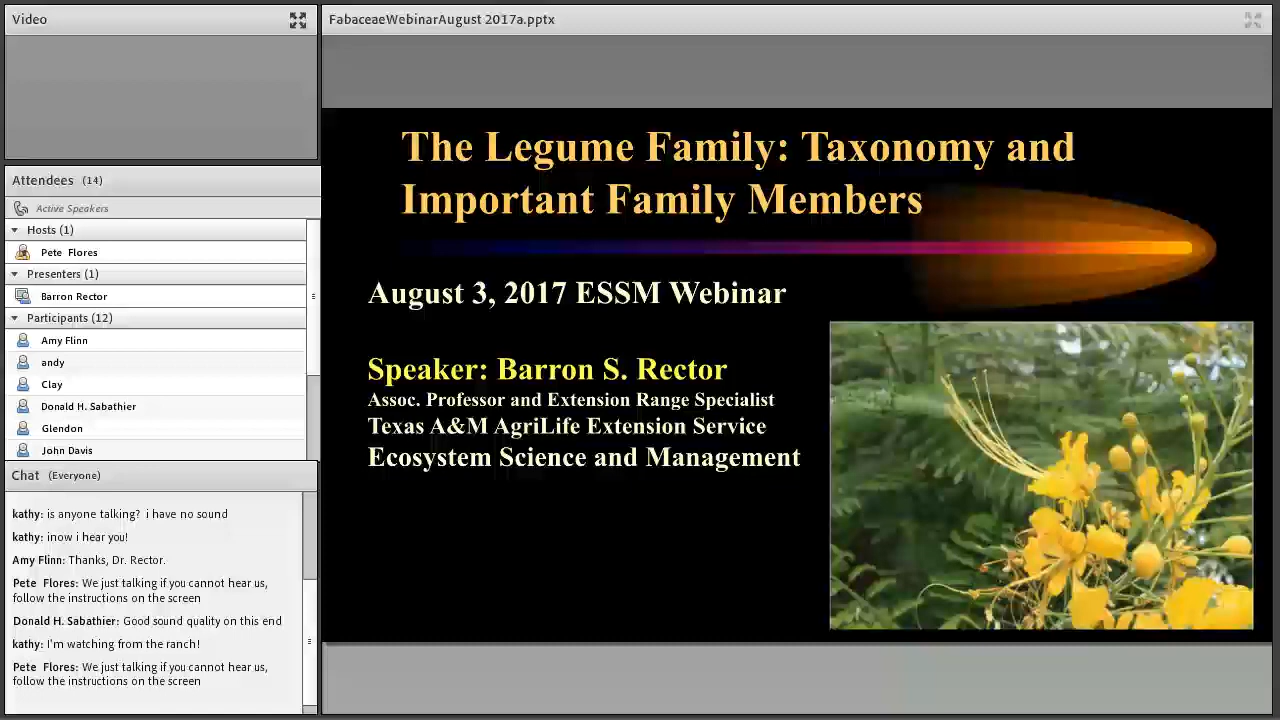 Video
FabaceaeWebinarAugust 2017a.pptx
Attendees (14)
Active Speakers
Hosts (1)
Pete Flores
Presenters (1)
Barron Rector
Participants (12)
Amy Flinn
andy
Clay
Donald H. Sabathier
Glendon
John Davis
Chat (Everyone)
kathy: is anyone talking? i have no sound
kathy: inow i hear you!
Amy Flinn: Thanks, Dr. Rector.
Pete Flores: We just talking if you cannot hear us,
follow the instructions on the screen
Donald H. Sabathier: Good sound quality on this end
kathy: I'm watching from the ranch!
Pete Flores: We just talking if you cannot hear us,
follow the instructions on the screen
The Legume Family: Taxonomy and
Important Family Members
August 3, 2017 ESSM Webinar
Speaker: Barron S. Rector
Assoc. Professor and Extension Range Specialist
Texas A&M AgriLife Extension Service
Ecosystem Science and Management